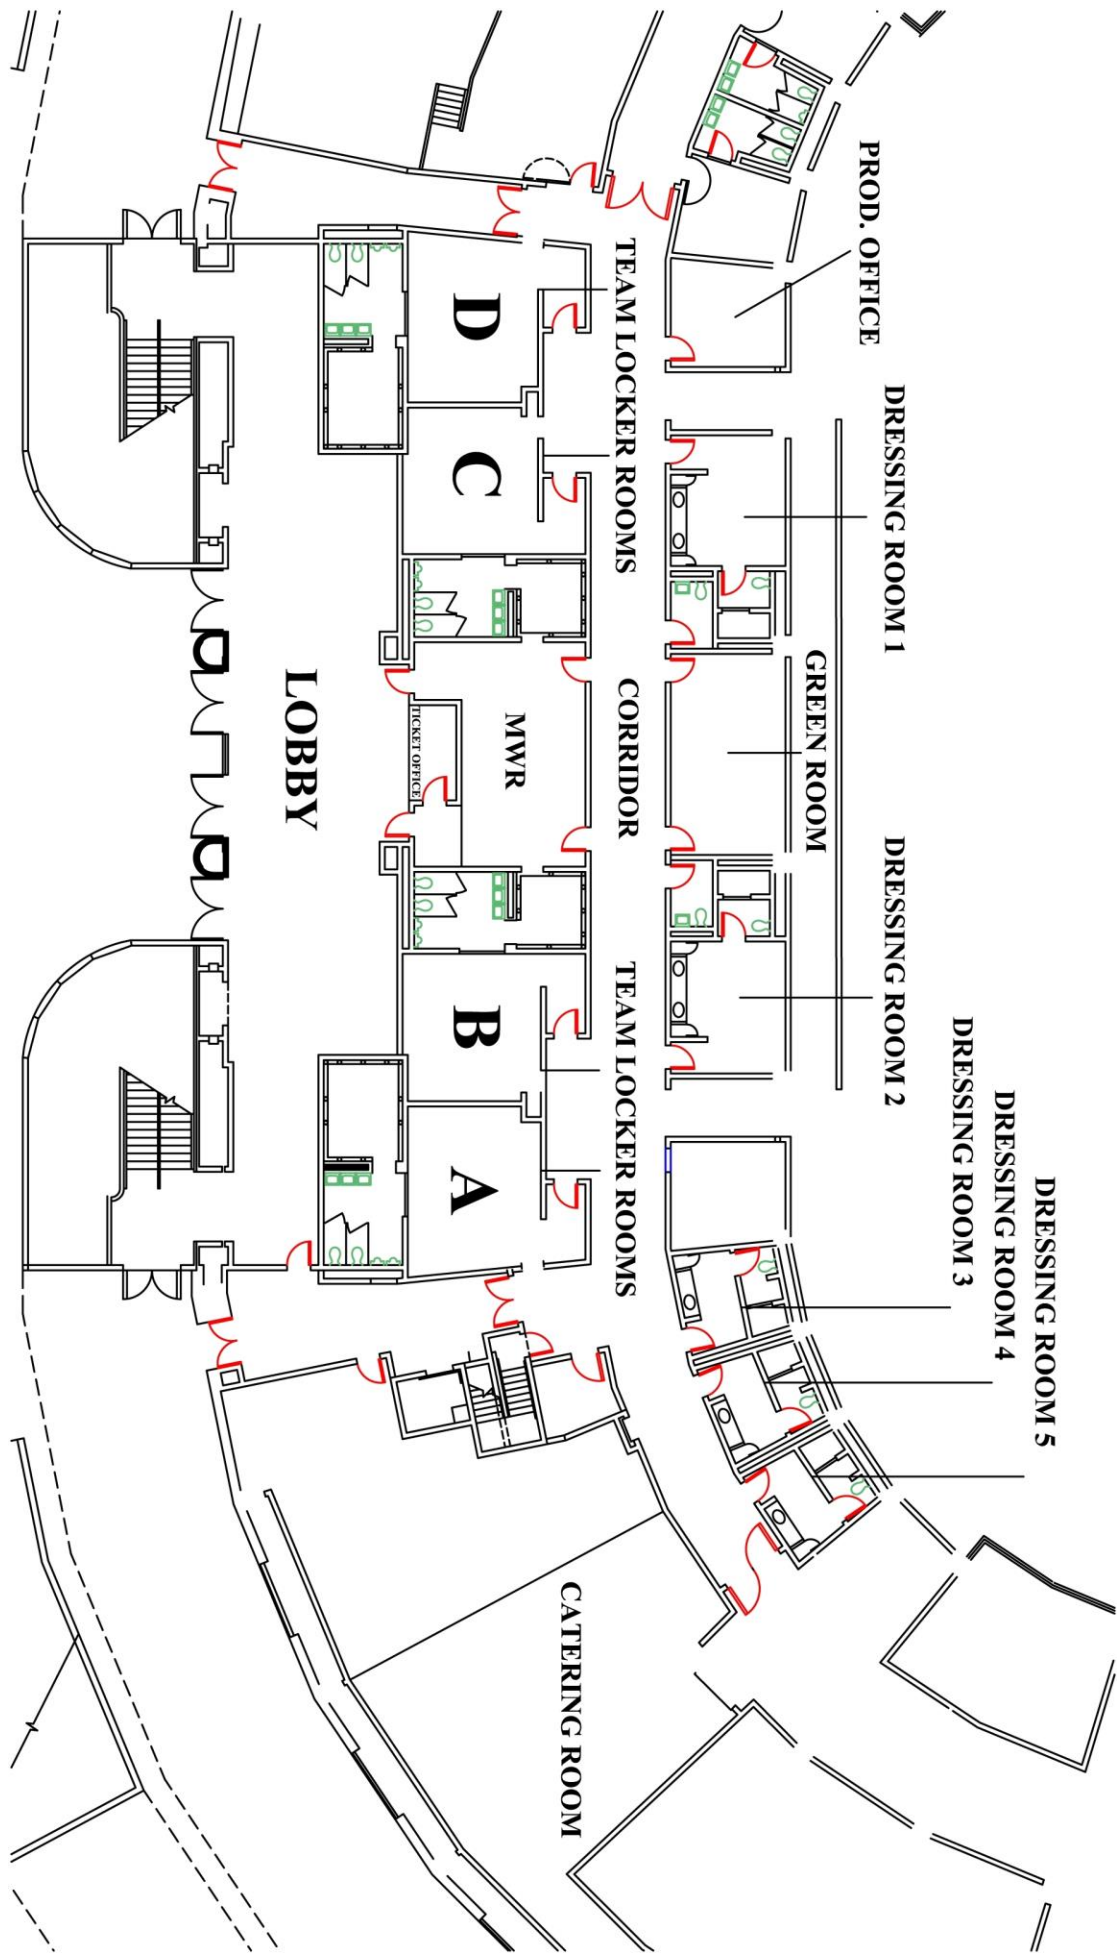 DRESSING ROOM 5
DRESSING ROOM 4
DRESSING ROOM 3
PROD. OFFICE
DRESSING ROOM 1
DRESSING ROOM 2
GREEN ROOM
TEAM LOCKER ROOMS
CORRIDOR
TEAM LOCKER ROOMS
CATERING ROOM
D
C
MWR
B
A
TICKET OFFICE
LOBBY